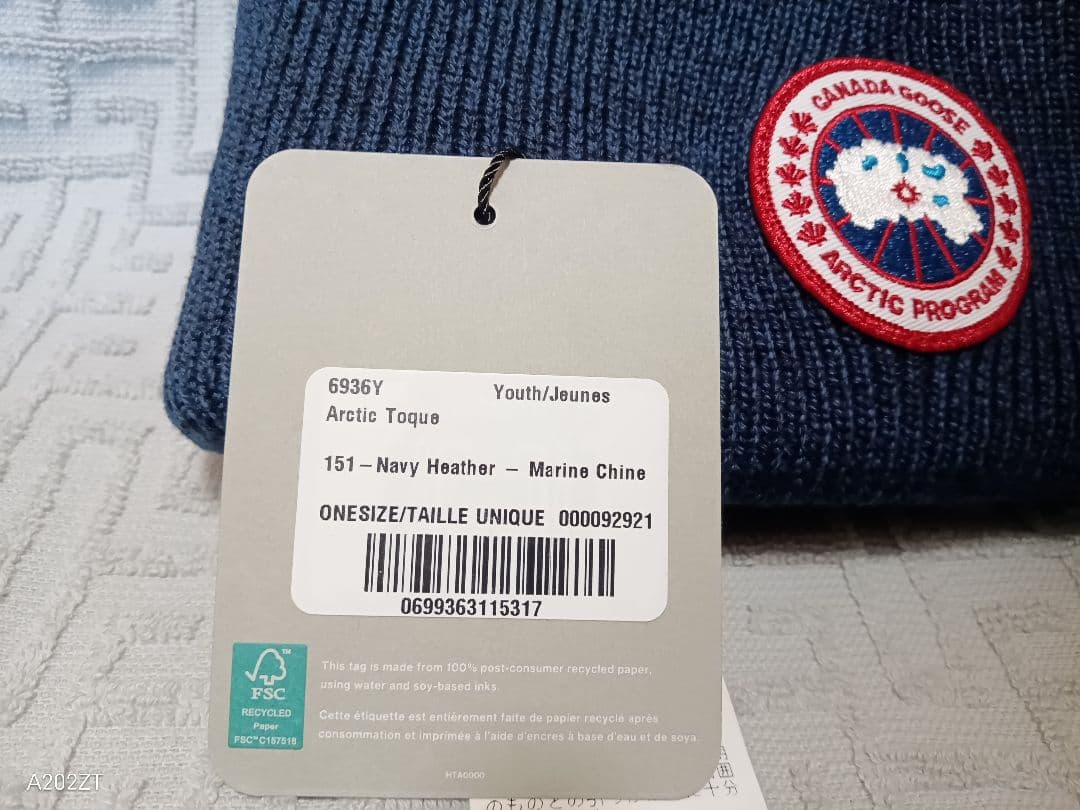 CANADA GOOSE
ARCTIC PROGRAM
6936Y Youth/Jeunes
Arctic Toque
151-Navy Heather - Marine Chine
ONESIZE/TAILLE UNIQUE 000092921
0699363115317
TM
FSC
RECYCLED
Paper
FSC™C167518
This tag is made from 100% post-consumer recycled paper,
using water and soy-based inks.
Cette étiquette est entièrement faite de papier recyclé après
consommation et imprimée à l'aide d'encres à base d'eau et de soya.
HTA0000
A202ZT